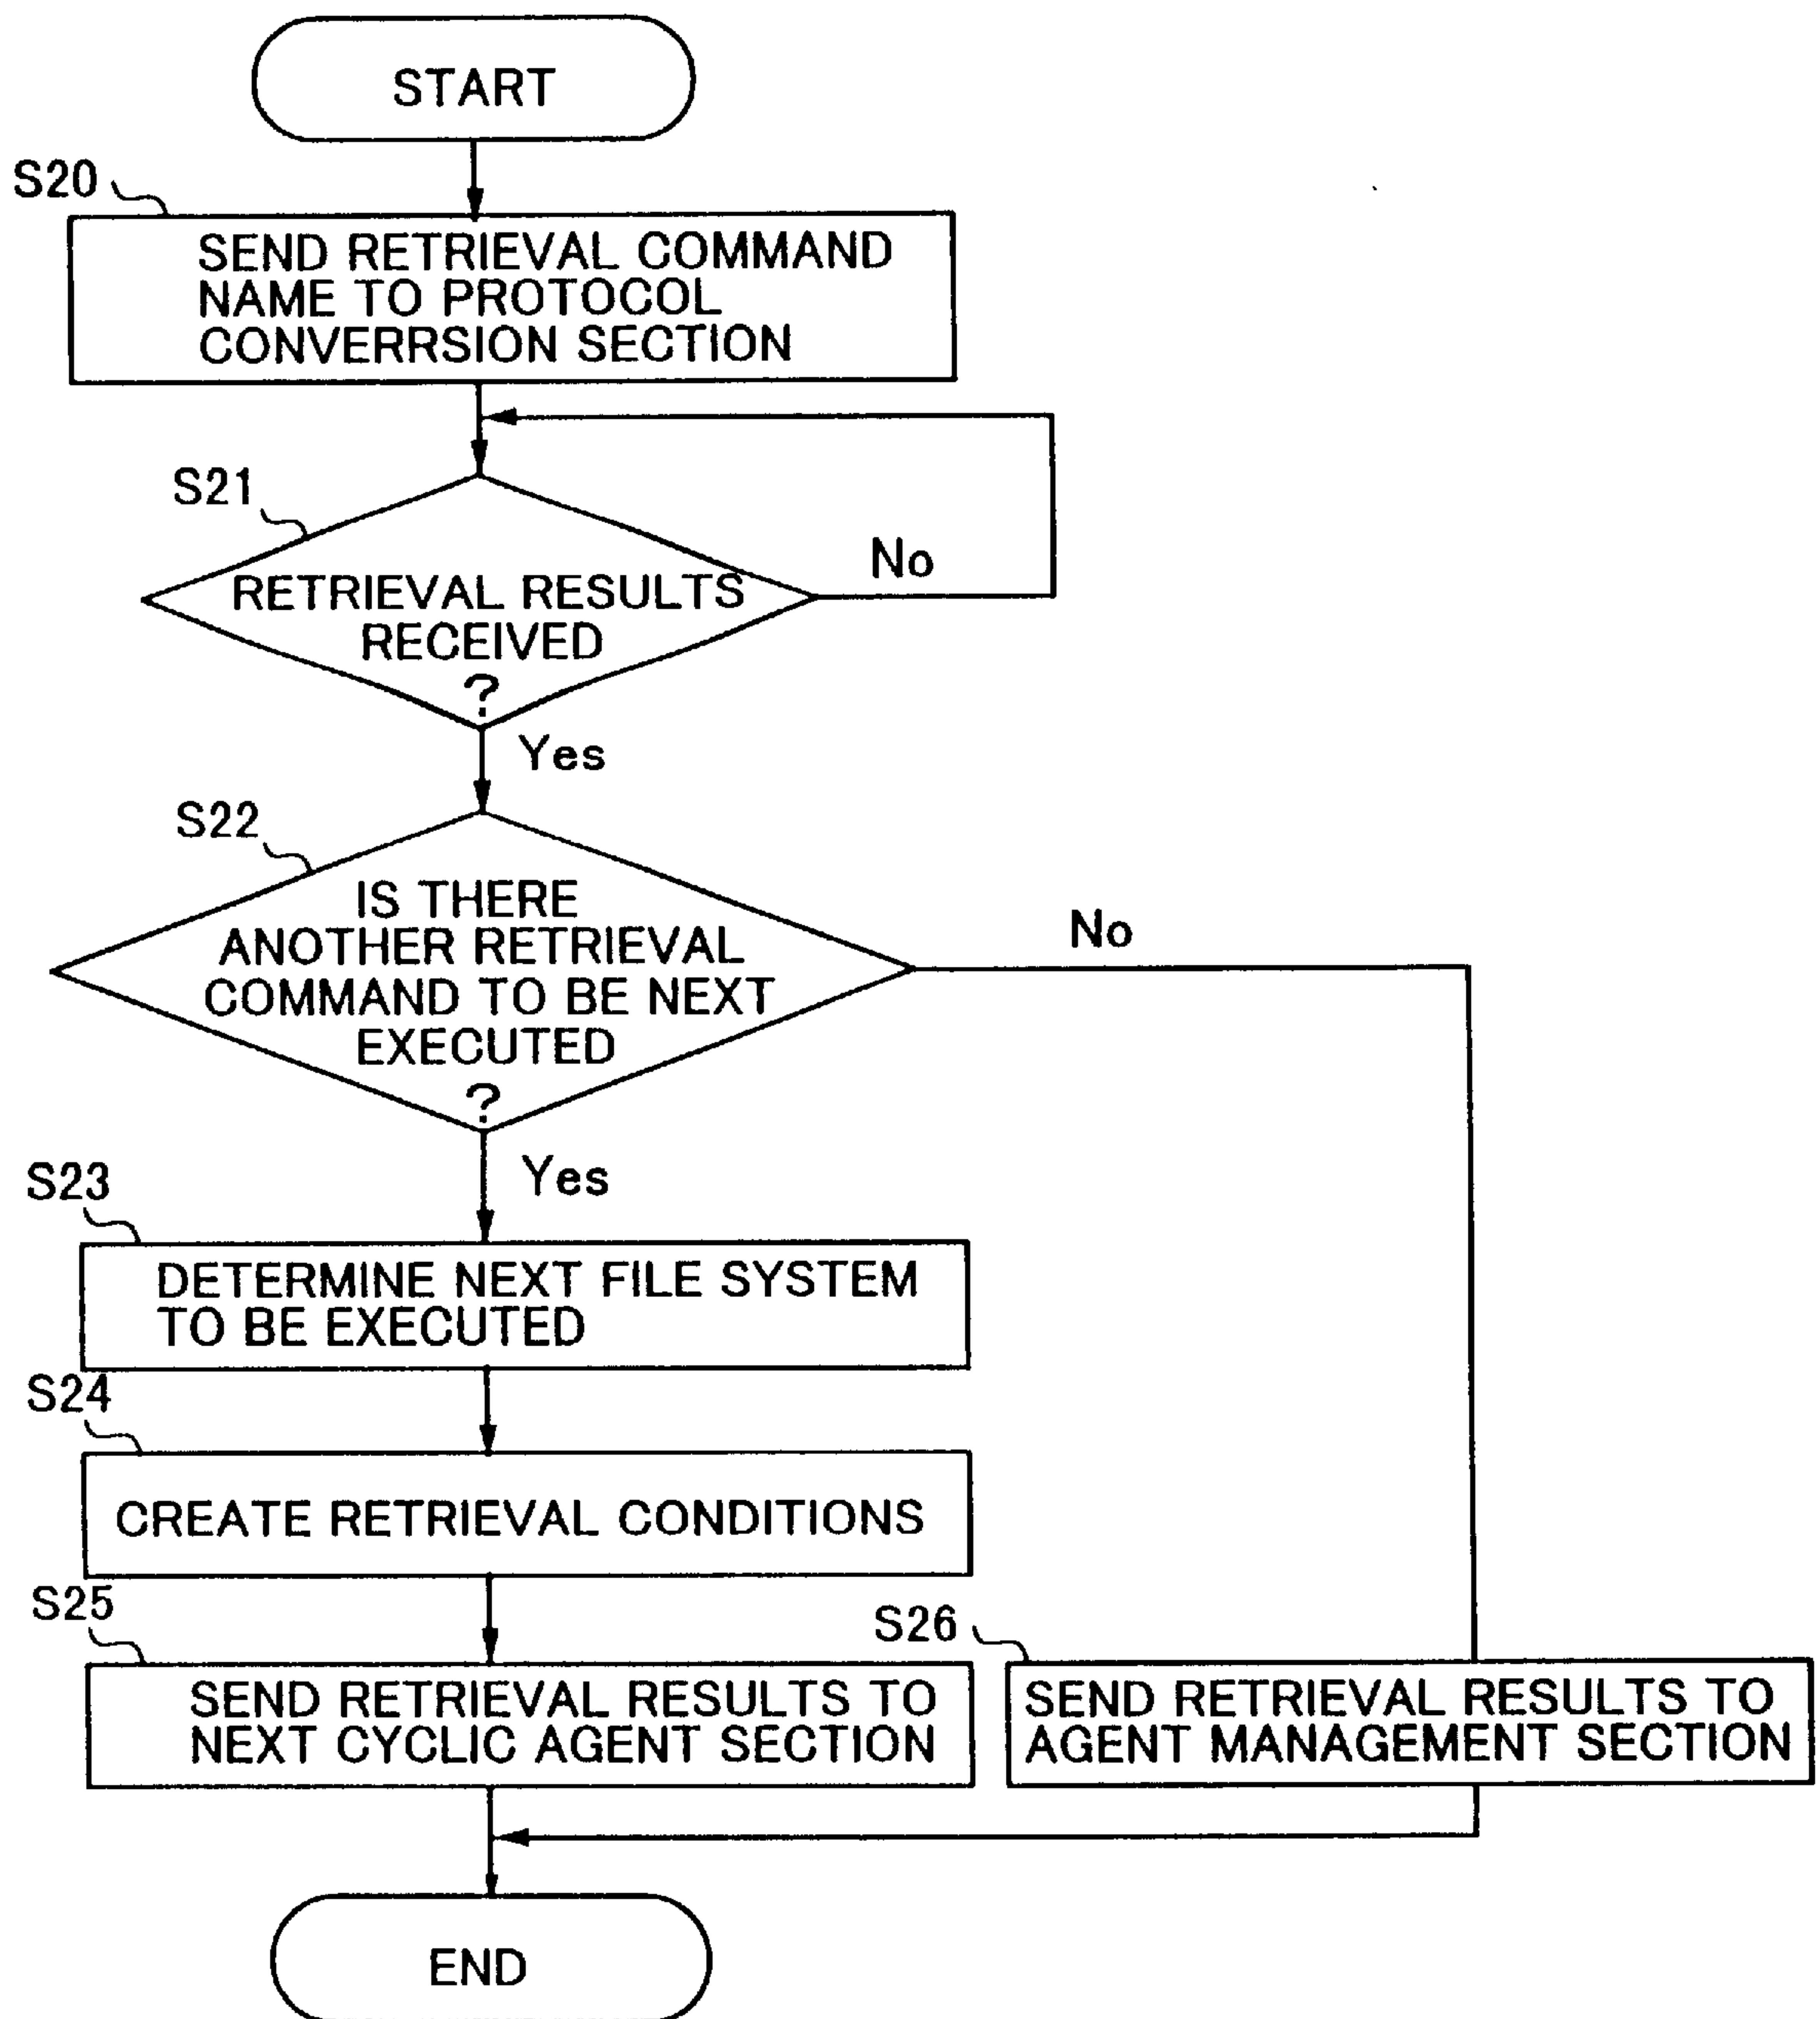 START
S20
SEND RETRIEVAL COMMAND
NAME TO PROTOCOL
CONVERRSION SECTION
S21
RETRIEVAL RESULTS
RECEIVED
?
No
Yes
S22
IS THERE
ANOTHER RETRIEVAL
COMMAND TO BE NEXT
EXECUTED
?
No
Yes
S23
DETERMINE NEXT FILE SYSTEM
TO BE EXECUTED
S24
CREATE RETRIEVAL CONDITIONS
S25
SEND RETRIEVAL RESULTS TO
NEXT CYCLIC AGENT SECTION
S26
SEND RETRIEVAL RESULTS TO
AGENT MANAGEMENT SECTION
END